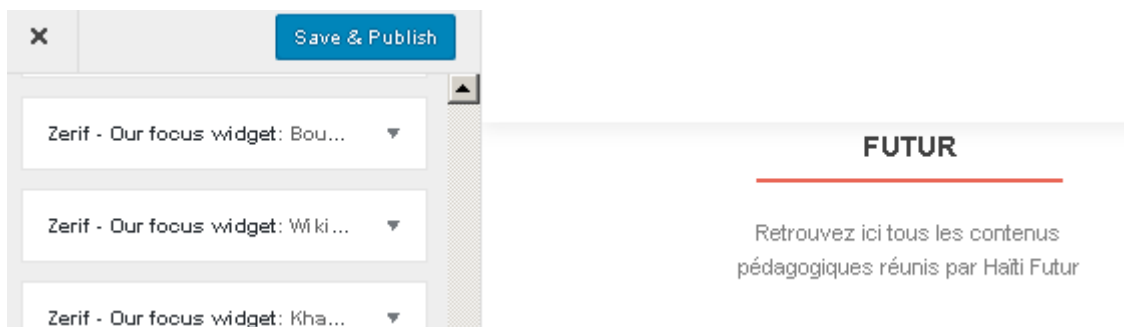 Save & Publish
Zerif - Our focus widget: Bou...
Zerif - Our focus widget: Wiki...
Zerif - Our focus widget: Kha...
FUTUR
Retrouvez ici tous les contenus
pédagogiques réunis par Haïti Futur